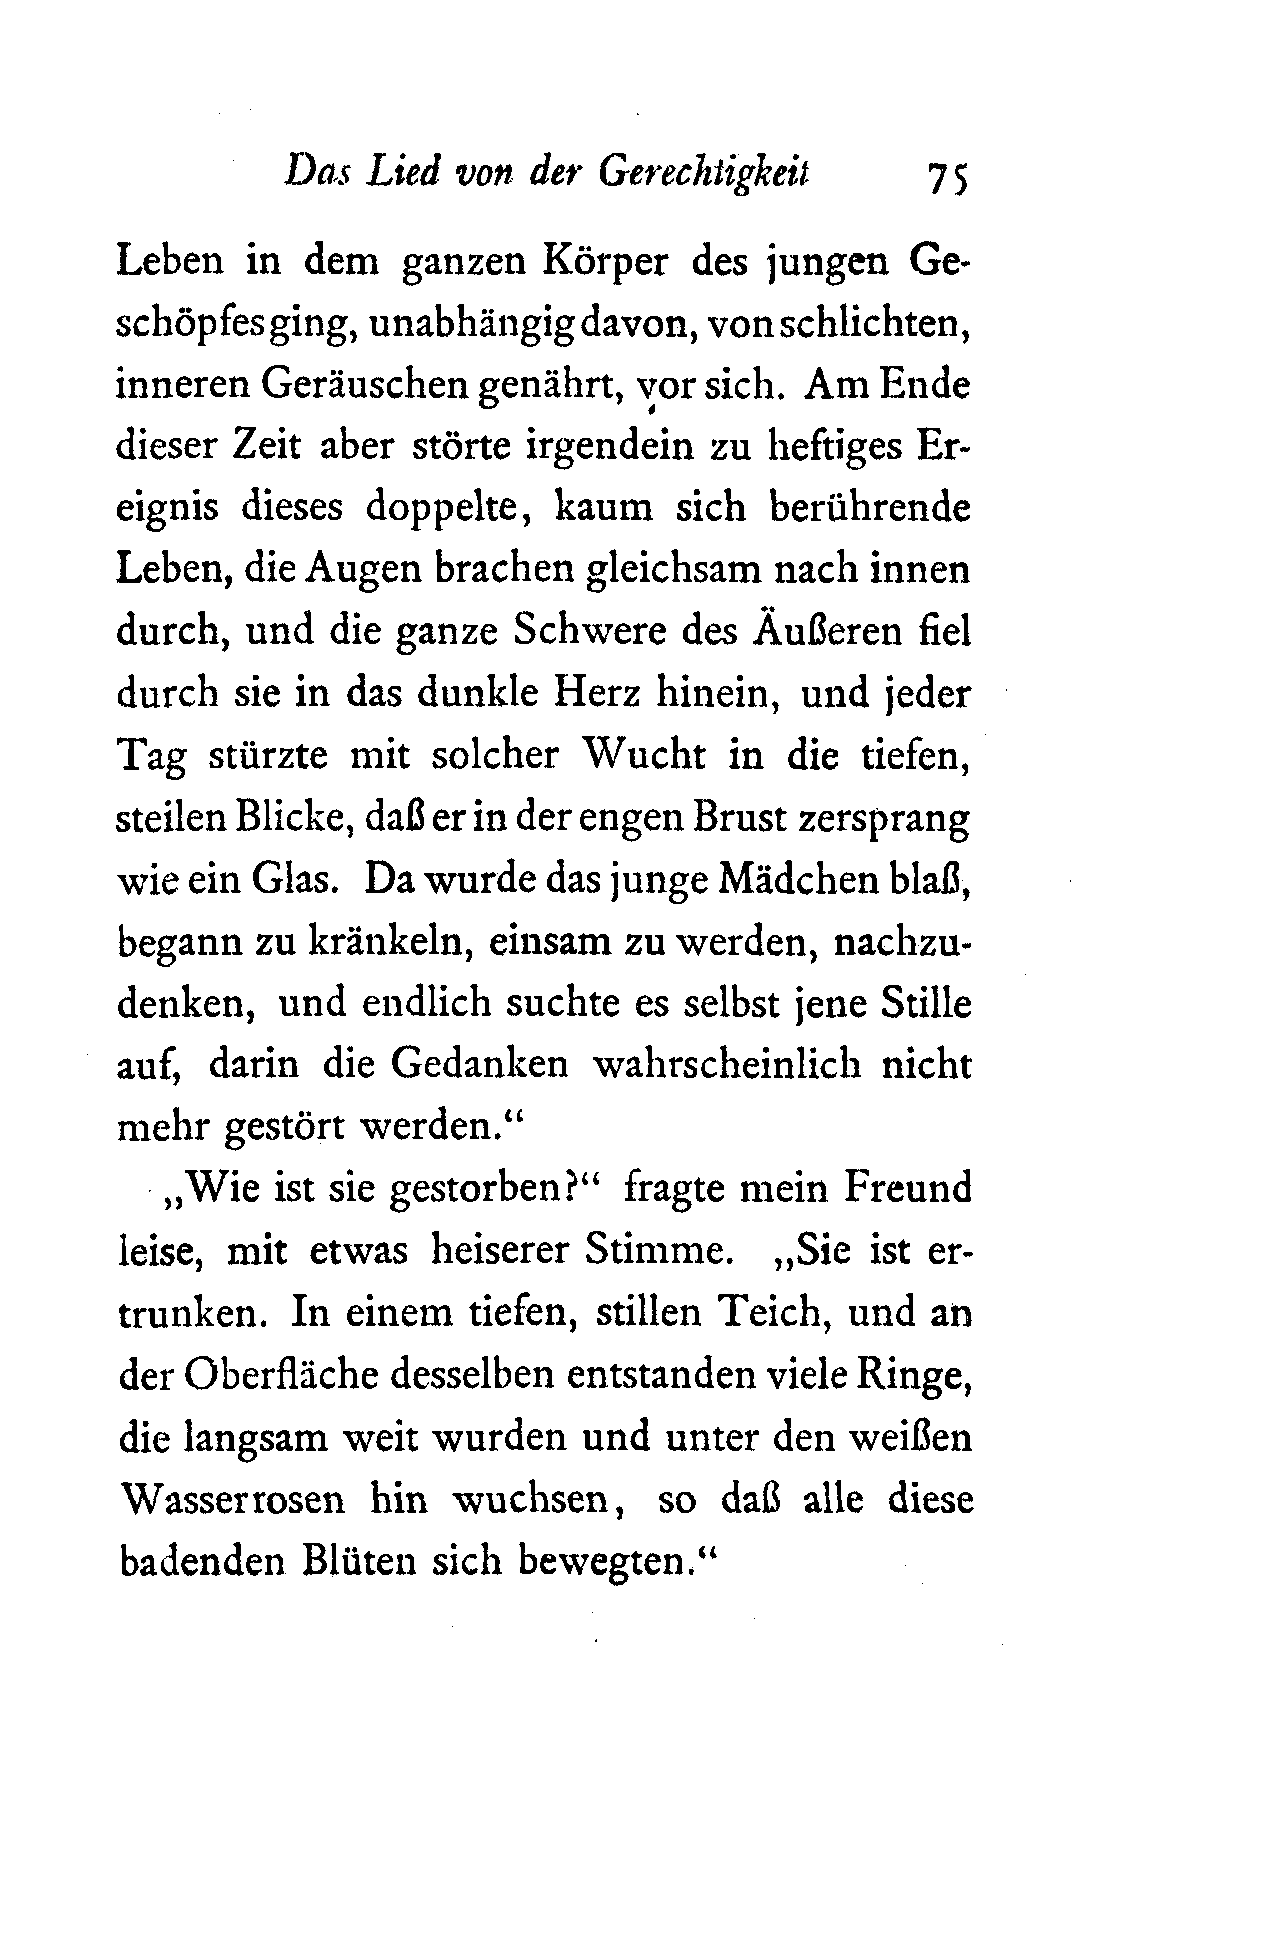 Das Lied von der Gerechtigkeit 75
Leben in dem ganzen Körper des jungen Ge-
schöpfes ging, unabhängig davon, von schlichten,
inneren Geräuschen genährt, vor sich. Am Ende
dieser Zeit aber störte irgendein zu heftiges Er-
eignis dieses doppelte, kaum sich berührende
Leben, die Augen brachen gleichsam nach innen
durch, und die ganze Schwere des Äußeren fiel
durch sie in das dunkle Herz hinein, und jeder
Tag stürzte mit solcher Wucht in die tiefen,
steilen Blicke, daß er in der engen Brust zersprang
wie ein Glas. Da wurde das junge Mädchen blaß,
begann zu kränkeln, einsam zu werden, nachzu-
denken, und endlich suchte es selbst jene Stille
auf, darin die Gedanken wahrscheinlich nicht
mehr gestört werden.“
„Wie ist sie gestorben?“ fragte mein Freund
leise, mit etwas heiserer Stimme. „Sie ist er-
trunken. In einem tiefen, stillen Teich, und an
der Oberfläche desselben entstanden viele Ringe,
die langsam weit wurden und unter den weißen
Wasserrosen hin wuchsen, so daß alle diese
badenden Blüten sich bewegten.“